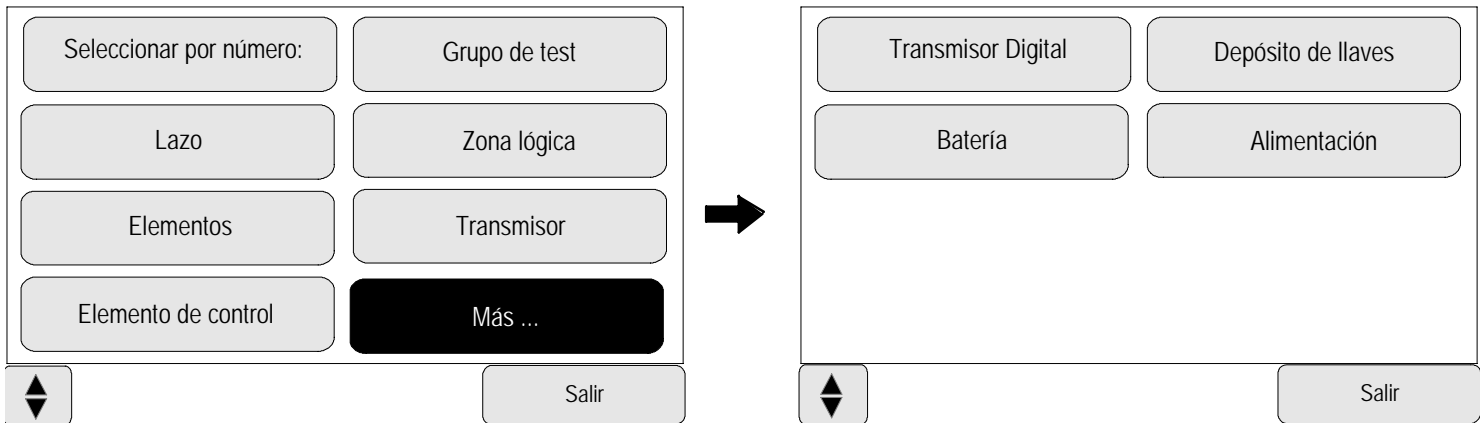 Seleccionar por número:
Grupo de test
Lazo
Zona lógica
Elementos
Transmisor
Elemento de control
Más ...
Salir
Transmisor Digital
Depósito de llaves
Batería
Alimentación
Salir